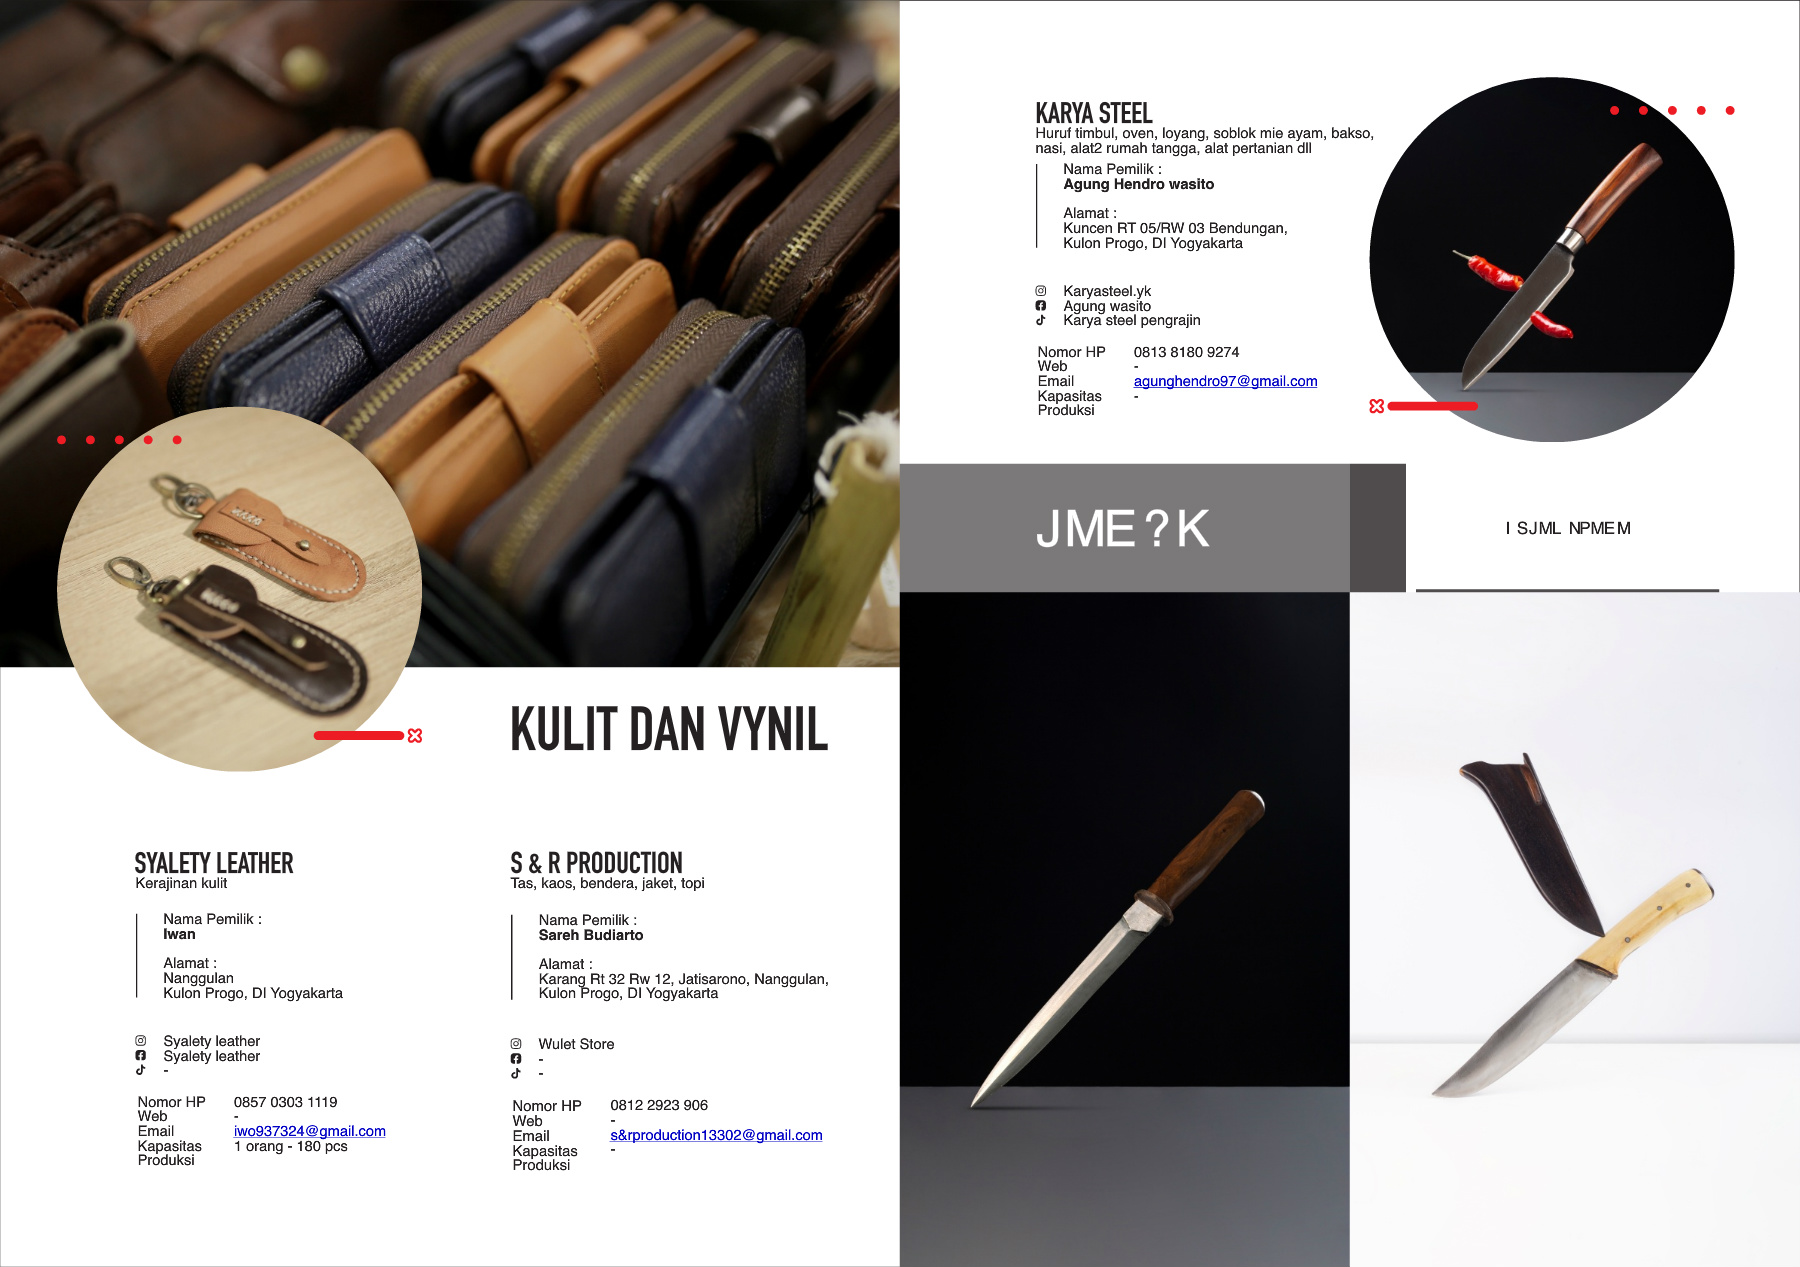 KULIT DAN VYNIL
SYALETY LEATHER
Kerajinan kulit
Nama Pemilik :
Iwan
Alamat :
Nanggulan
Kulon Progo, DI Yogyakarta
Syalety leather
Syalety leather
-
Nomor HP 0857 0303 1119
Web -
Email iwo937324@gmail.com
Kapasitas 1 orang - 180 pcs
Produksi
S & R PRODUCTION
Tas, kaos, bendera, jaket, topi
Nama Pemilik :
Sareh Budiarto
Alamat :
Karang Rt 32 Rw 12, Jatisarono, Nanggulan,
Kulon Progo, DI Yogyakarta
Wulet Store
-
-
Nomor HP 0812 2923 906
Web -
Email s&rproduction13302@gmail.com
Kapasitas -
Produksi
KARYA STEEL
Huruf timbul, oven, loyang, soblok mie ayam, bakso,
nasi, alat2 rumah tangga, alat pertanian dll
Nama Pemilik :
Agung Hendro wasito
Alamat :
Kuncen RT 05/RW 03 Bendungan,
Kulon Progo, DI Yogyakarta
Karyasteel.yk
Agung wasito
Karya steel pengrajin
Nomor HP 0813 8180 9274
Web -
Email agunghendro97@gmail.com
Kapasitas -
Produksi
JME?K
I SJML NPMEM